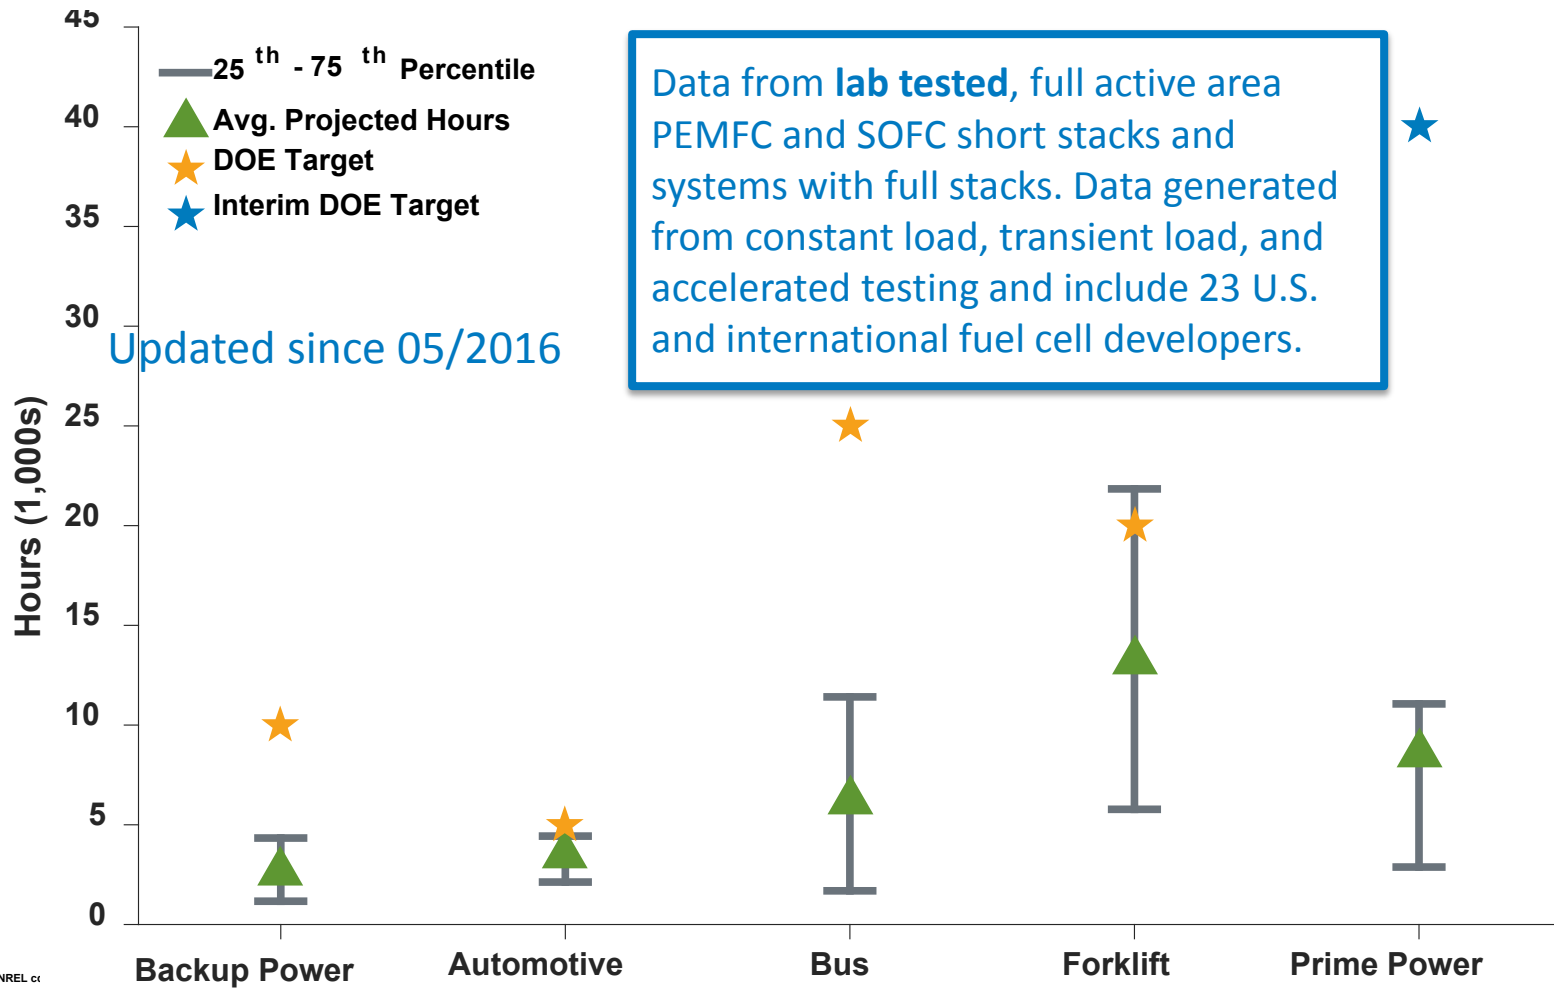 45
25 th - 75 th Percentile
Avg. Projected Hours
DOE Target
Interim DOE Target
Data from lab tested, full active area
PEMFC and SOFC short stacks and
systems with full stacks. Data generated
from constant load, transient load, and
accelerated testing and include 23 U.S.
and international fuel cell developers.
40
35
30
Updated since 05/2016
25
20
15
10
5
0
Hours (1,000s)
Backup Power
Automotive
Bus
Forklift
Prime Power
NREL